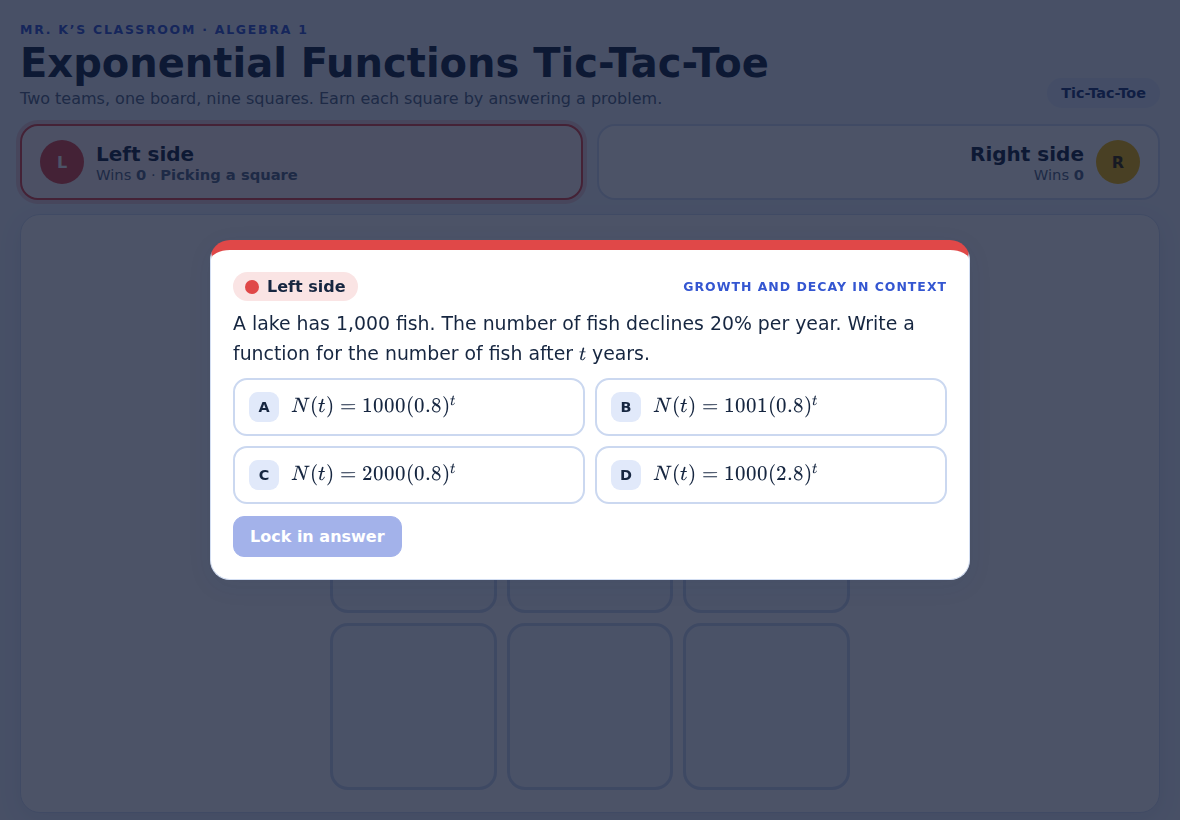 MR. K’S CLASSROOM · ALGEBRA 1
Exponential Functions Tic-Tac-Toe
Two teams, one board, nine squares. Earn each square by answering a problem.
Tic-Tac-Toe
L
Left side
Wins 0 · Picking a square
Right side
Wins 0
R
Left side
GROWTH AND DECAY IN CONTEXT
A lake has 1,000 fish. The number of fish declines 20% per year. Write a
function for the number of fish after t years.
A N(t) = 1000(0.8)^t
B N(t) = 1001(0.8)^t
C N(t) = 2000(0.8)^t
D N(t) = 1000(2.8)^t
Lock in answer